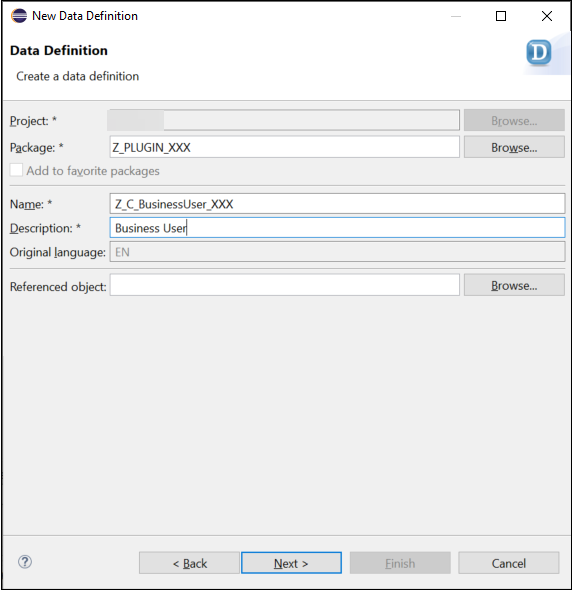 New Data Definition
Data Definition
D
Create a data definition
Project: * Browse...
Package: * Z_PLUGIN_XXX Browse...
Add to favorite packages
Name: * Z_C_BusinessUser_XXX
Description: * Business User
Original language: EN
Referenced object: Browse...
? < Back Next > Finish Cancel